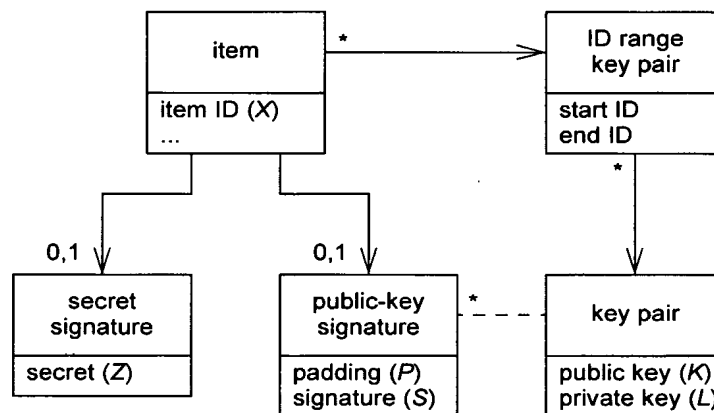 item
item ID (X)
...
*
ID range
key pair
start ID
end ID
*
0,1
0,1
secret
signature
secret (Z)
public-key
signature
padding (P)
signature (S)
*
key pair
public key (K)
private key (L)